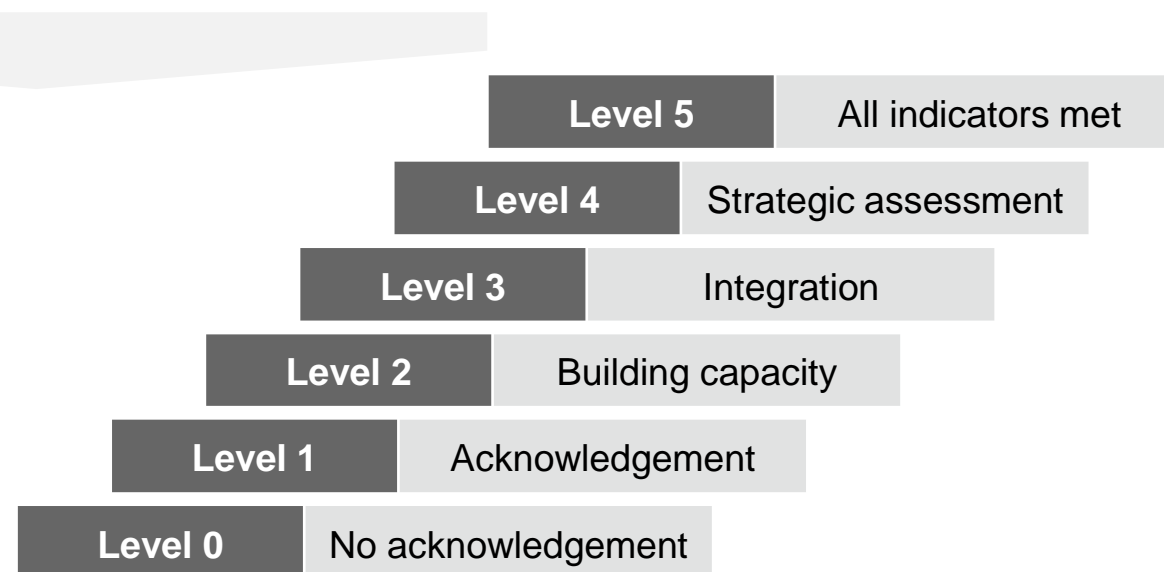 Level 5 All indicators met
Level 4 Strategic assessment
Level 3 Integration
Level 2 Building capacity
Level 1 Acknowledgement
Level 0 No acknowledgement